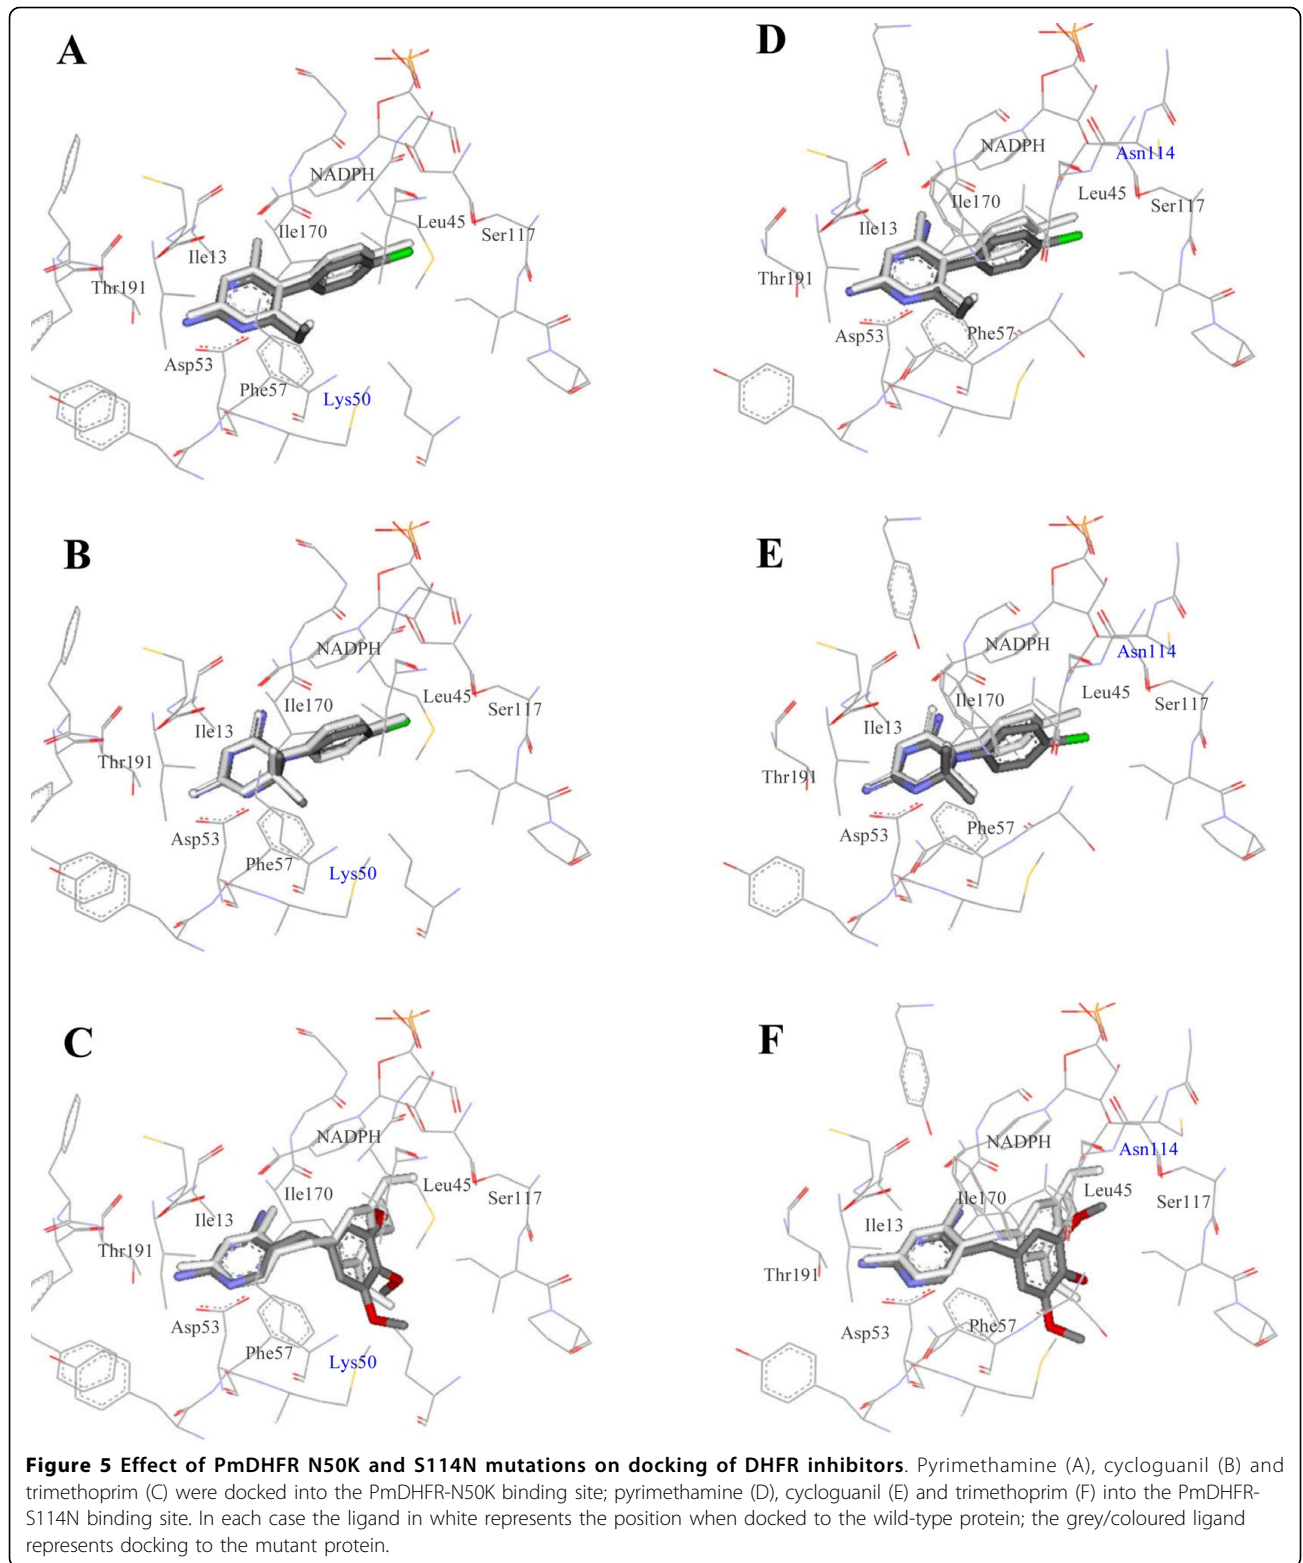 A
NADPH
Leu45
Ile170
Ser117
Ile13
Thr191
Asp53
Phe57
Lys50
D
NADPH
Asn114
Leu45
Ile170
Ser117
Ile13
Thr191
Asp53
Phe57
B
NADPH
Leu45
Ile170
Ser117
Ile13
Thr191
Asp53
Phe57
Lys50
E
NADPH
Asn114
Leu45
Ile170
Ser117
Ile13
Thr191
Asp53
Phe57
C
NADPH
Leu45
Ile170
Ser117
Ile13
Thr191
Asp53
Phe57
Lys50
F
NADPH
Asn114
Leu45
Ile170
Ser117
Ile13
Thr191
Asp53
Phe57
Figure 5 Effect of PmDHFR N50K and S114N mutations on docking of DHFR inhibitors. Pyrimethamine (A), cycloguanil (B) and
trimethoprim (C) were docked into the PmDHFR-N50K binding site; pyrimethamine (D), cycloguanil (E) and trimethoprim (F) into the PmDHFR-
S114N binding site. In each case the ligand in white represents the position when docked to the wild-type protein; the grey/coloured ligand
represents docking to the mutant protein.